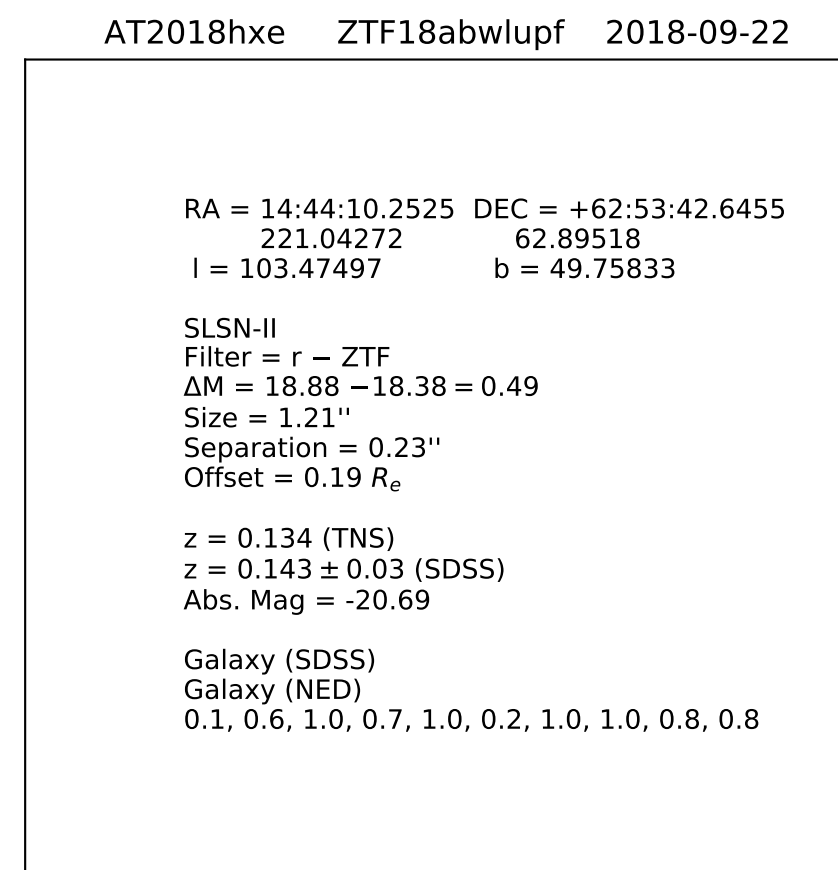 AT2018hxe ZTF18abwlupf 2018-09-22
RA = 14:44:10.2525 DEC = +62:53:42.6455
221.04272 62.89518
l = 103.47497 b = 49.75833
SLSN-II
Filter = r − ZTF
ΔM = 18.88 −18.38 = 0.49
Size = 1.21''
Separation = 0.23''
Offset = 0.19 Rₑ
z = 0.134 (TNS)
z = 0.143 ± 0.03 (SDSS)
Abs. Mag = -20.69
Galaxy (SDSS)
Galaxy (NED)
0.1, 0.6, 1.0, 0.7, 1.0, 0.2, 1.0, 1.0, 0.8, 0.8